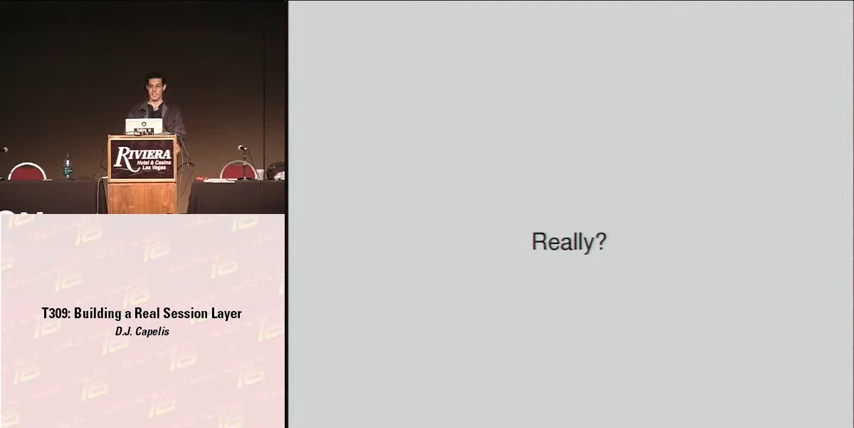 RIVIERA
Hotel & Casino
Las Vegas
T309: Building a Real Session Layer
D.J. Capelis
Really?